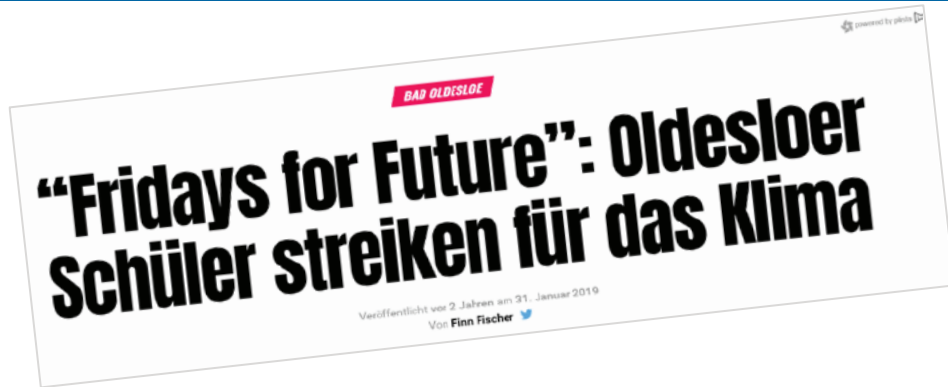 powered by plista
BAD OLDESLOE
“Fridays for Future”: Oldesloer
Schüler streiken für das Klima
Veröffentlicht vor 2 Jahren am 31. Januar 2019
Von Finn Fischer